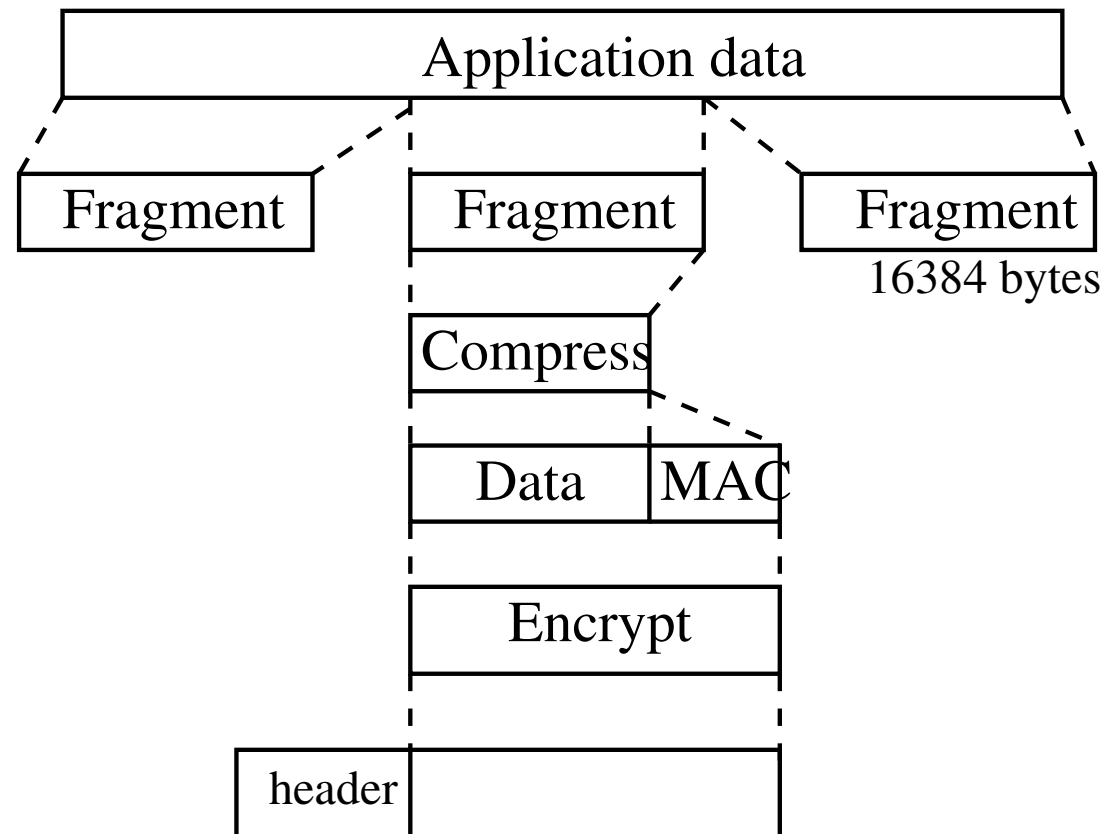 Application data
Fragment Fragment Fragment
16384 bytes
Compress
Data MAC
Encrypt
header